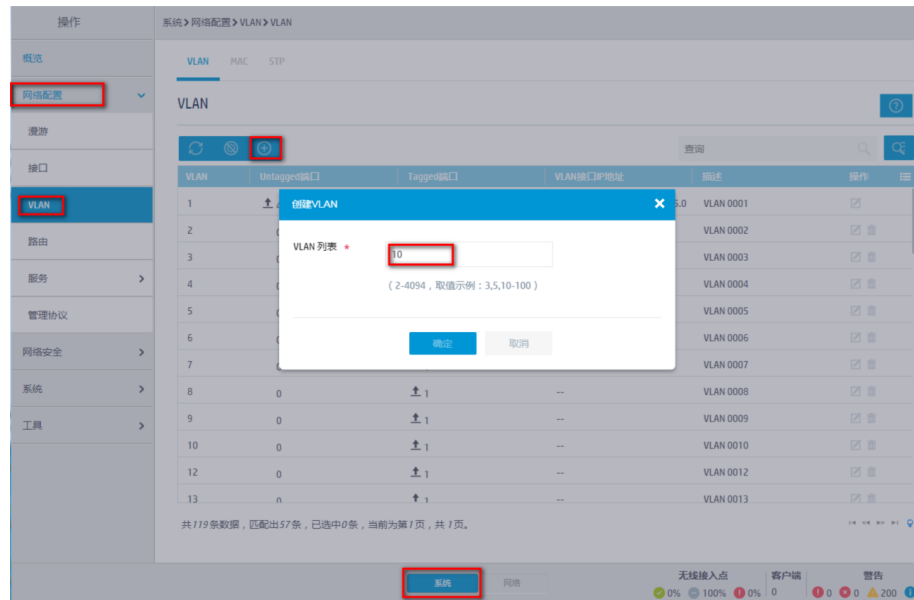 操作
系统>网络配置>VLAN>VLAN
概览
网络配置
漫游
接口
VLAN
路由
服务
管理协议
网络安全
系统
工具
VLAN MAC STP
VLAN
查询
VLAN Untagged端口 Tagged端口 VLAN接口IP地址 描述 操作
1 5.0 VLAN 0001
2 VLAN 0002
3 VLAN 0003
4 VLAN 0004
5 VLAN 0005
6 VLAN 0006
7 VLAN 0007
8 0 1 -- VLAN 0008
9 0 1 -- VLAN 0009
10 0 1 -- VLAN 0010
12 0 1 -- VLAN 0012
13 0 1 -- VLAN 0013
创建VLAN
VLAN 列表 *
10
(2-4094,取值示例:3,5,10-100)
确定 取消
共119条数据,匹配出57条,已选中0条,当前为第1页,共 1页。
系统 网络
无线接入点 客户端 警告
0% 100% 0% 0 0 0 200